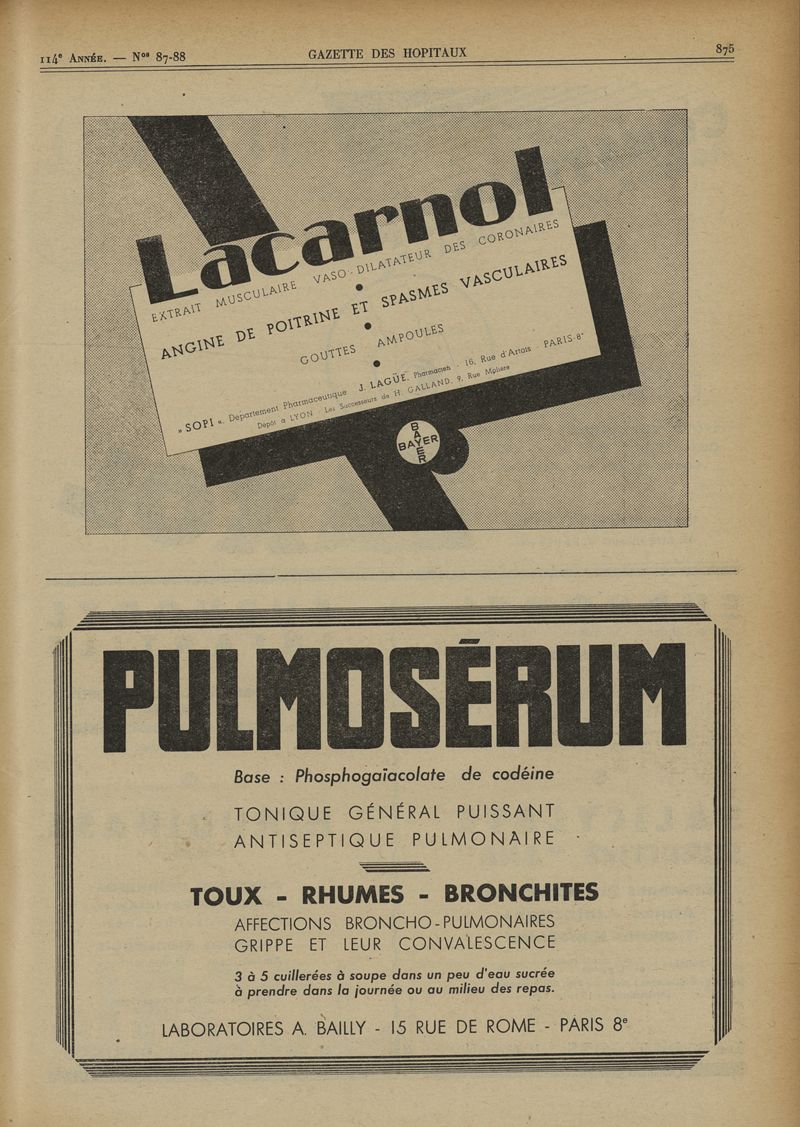 114e ANNÉE. — Nos 87-88
GAZETTE DES HOPITAUX
875
Lacarnol
EXTRAIT MUSCULAIRE VASO-DILATATEUR DES CORONAIRES
ANGINE DE POITRINE ET SPASMES VASCULAIRES
GOUTTES AMPOULES
„ SOPI “. Département Pharmaceutique J. LAGÜE. Pharmacien - 16, Rue d'Artois - PARIS-8e
Dépôt à LYON Les Successeurs de H. GALLAND. 9, Rue Molière
BAYER
BAYER
PULMOSÉRUM
Base : Phosphogaïacolate de codéine
TONIQUE GÉNÉRAL PUISSANT
ANTISEPTIQUE PULMONAIRE
TOUX - RHUMES - BRONCHITES
AFFECTIONS BRONCHO-PULMONAIRES
GRIPPE ET LEUR CONVALESCENCE
3 à 5 cuillerées à soupe dans un peu d'eau sucrée
à prendre dans la journée ou au milieu des repas.
LABORATOIRES A. BAILLY - 15 RUE DE ROME - PARIS 8e